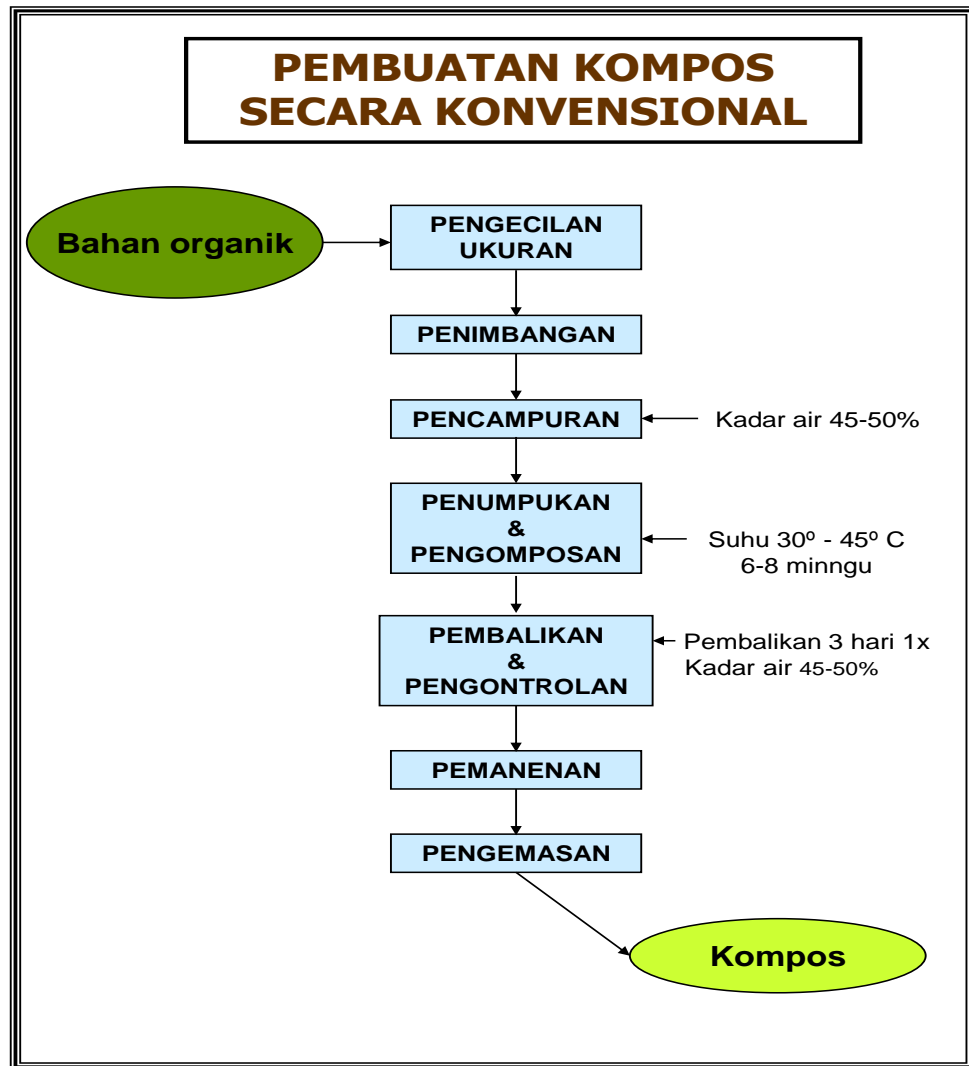 PEMBUATAN KOMPOS
SECARA KONVENSIONAL
Bahan organik
PENGECILAN
UKURAN
PENIMBANGAN
PENCAMPURAN
Kadar air 45-50%
PENUMPUKAN
&
PENGOMPOSAN
Suhu 30º - 45º C
6-8 minngu
PEMBALIKAN
&
PENGONTROLAN
Pembalikan 3 hari 1x
Kadar air 45-50%
PEMANENAN
PENGEMASAN
Kompos